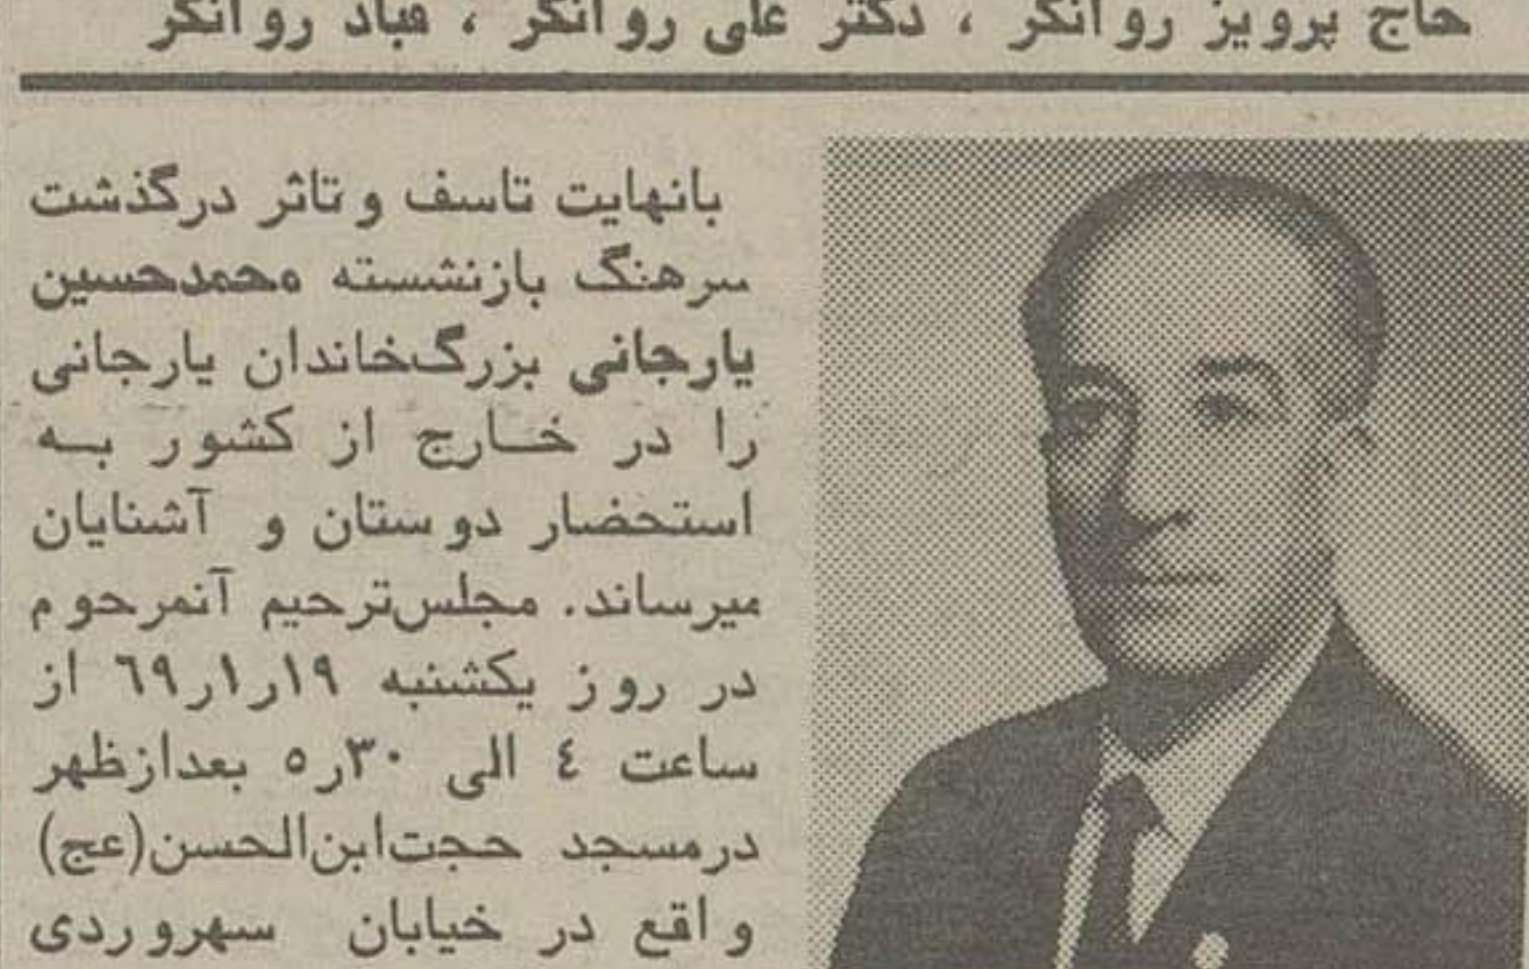 حاج پرویز روانگر ، دکتر علی روانگر ، عباد روانگر
بانهایت تاسف و تاثر درگذشت
سرهنگ بازنشسته محمدحسین
یارجانی بزرگ‌خاندان یارجانی
را در خارج از کشور به
استحضار دوستان و آشنایان
میرساند. مجلس‌ترحیم آنمرحوم
در روز یکشنبه ۱۹ر۱ر۶۹ از
ساعت ٤ الی ۳۰ر٥ بعدازظهر
درمسجد حجت‌ابن‌الحسن(عج)
واقع در خیابان سهروردی